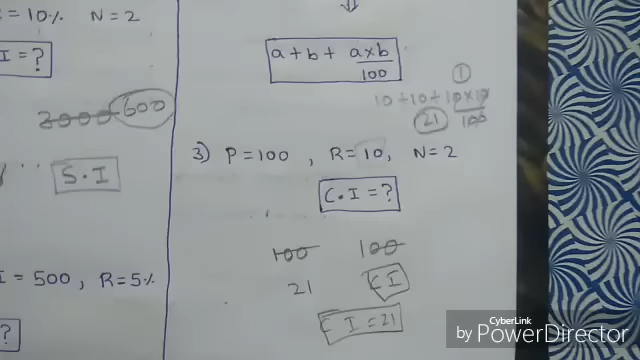 = 10% N = 2
I = ?
3000 600
S.I
I = 500, R = 5%
?
a + b + a×b
100
1
10 + 10 + 10×10
21 100
3) P = 100, R = 10, N = 2
C.I = ?
100 100
21 CI
CI = 21
CyberLink
by PowerDirector